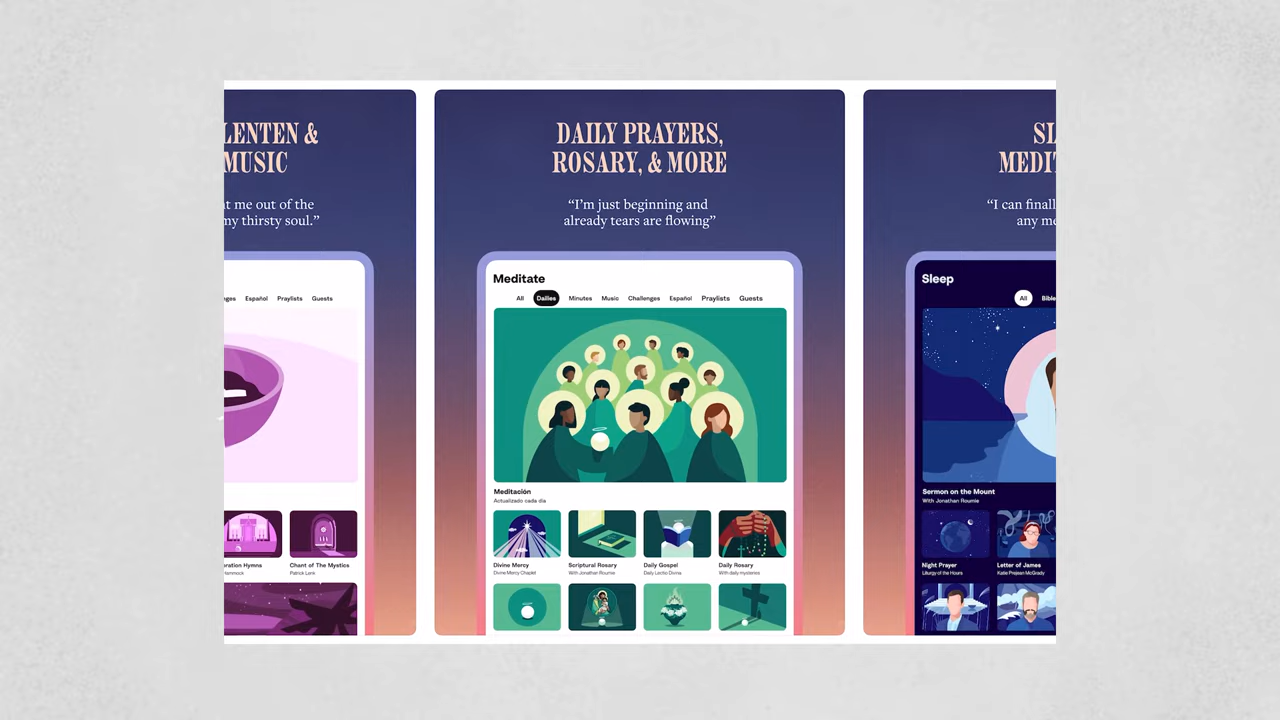 LENTEN &
MUSIC
me out of the
my thirsty soul.”
Español Praylists Guests
Hymns
Chant Of The Mystics
Patrick Lenk
DAILY PRAYERS,
ROSARY, & MORE
“I’m just beginning and
already tears are flowing”
Meditate
All Dailies Minutes Music Challenges Español Praylists Guests
Meditación
Actualizado cada día
Divine Mercy
Divine Mercy Chaplet
Scriptural Rosary
With Jonathan Roumie
Daily Gospel
Daily Lectio Divina
Daily Rosary
With daily mysteries
“I can
any
Sleep
All
Sermon on the Mount
With Jonathan Roumie
Night Prayer
Liturgy of the Hours
Letter of James
Katie Prejean McGrady